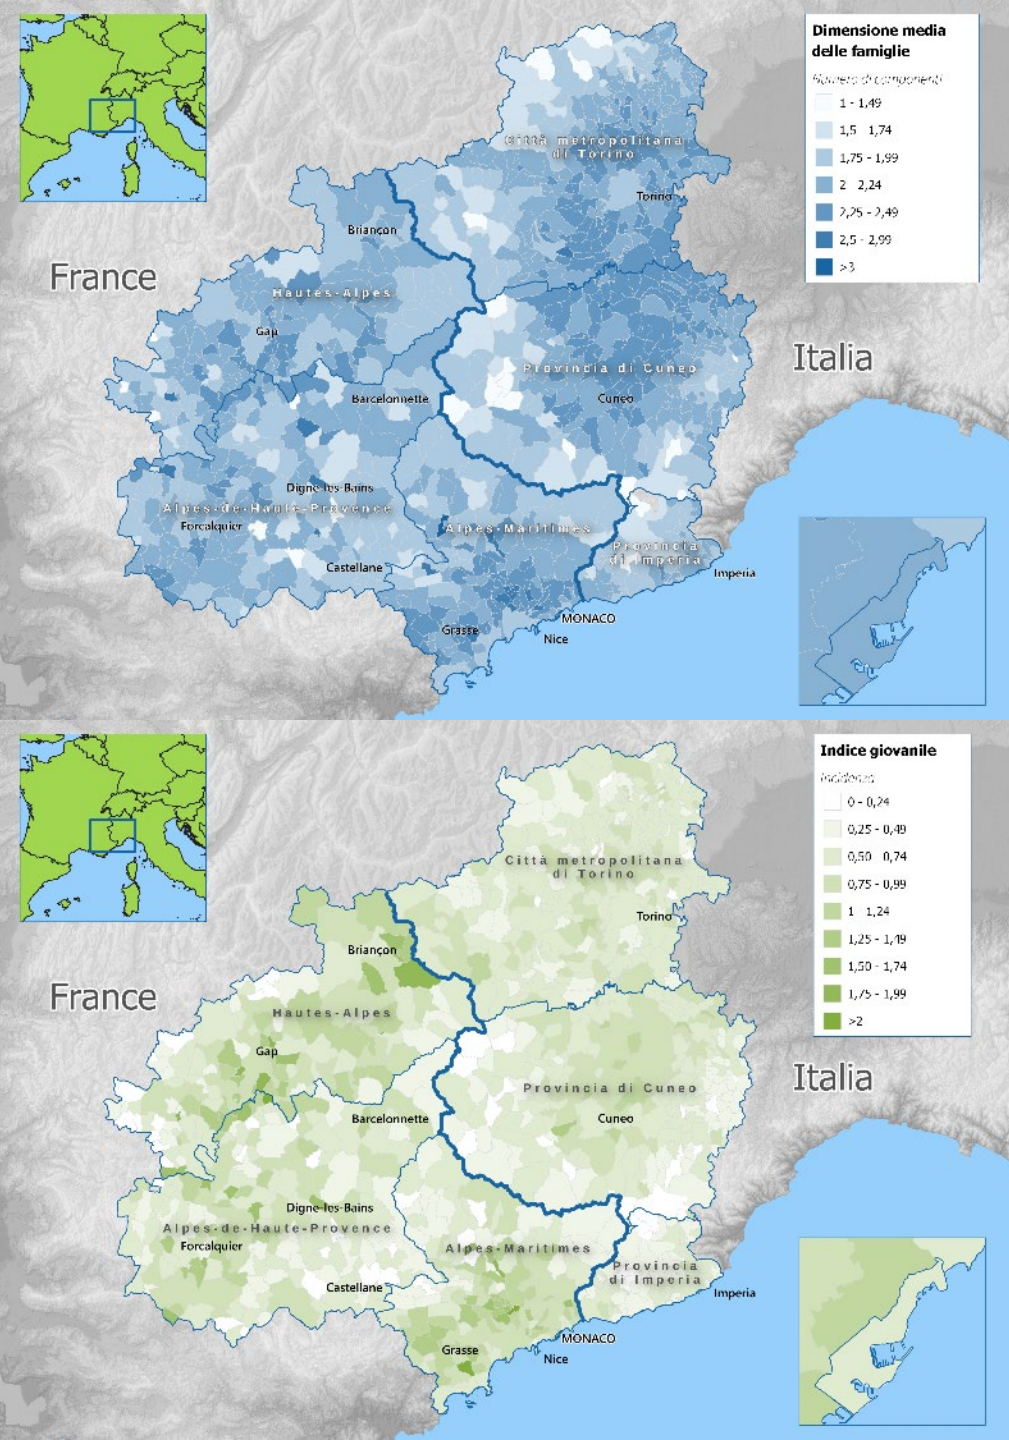 Dimensione media
delle famiglie
Numero di componenti
1 - 1,49
1,5 - 1,74
1,75 - 1,99
2 - 2,24
2,25 - 2,49
2,5 - 2,99
>3
Città metropolitana
di Torino
Torino
Briançon
France
Hautes-Alpes
Gap
Italia
Provincia di Cuneo
Barcelonnette
Cuneo
Digne-les-Bains
Alpes-de-Haute-Provence
Forcalquier
Alpes-Maritimes
Provincia
di Imperia
Castellane
Imperia
MONACO
Grasse
Nice
Indice giovanile
Incidenza
0 - 0,24
0,25 - 0,49
0,50 - 0,74
0,75 - 0,99
1 - 1,24
1,25 - 1,49
1,50 - 1,74
1,75 - 1,99
>2
Città metropolitana
di Torino
Torino
Briançon
France
Hautes-Alpes
Gap
Italia
Provincia di Cuneo
Barcelonnette
Cuneo
Digne-les-Bains
Alpes-de-Haute-Provence
Forcalquier
Alpes-Maritimes
Provincia
di Imperia
Castellane
Imperia
MONACO
Grasse
Nice